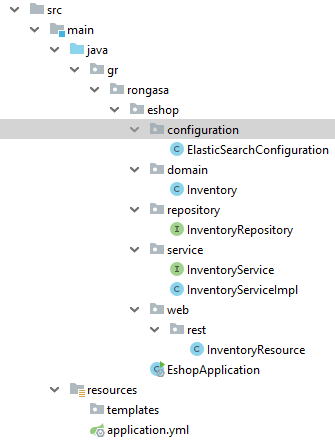 src
main
java
gr
rongasa
eshop
configuration
ElasticSearchConfiguration
domain
Inventory
repository
InventoryRepository
service
InventoryService
InventoryServiceImpl
web
rest
InventoryResource
EshopApplication
resources
templates
application.yml